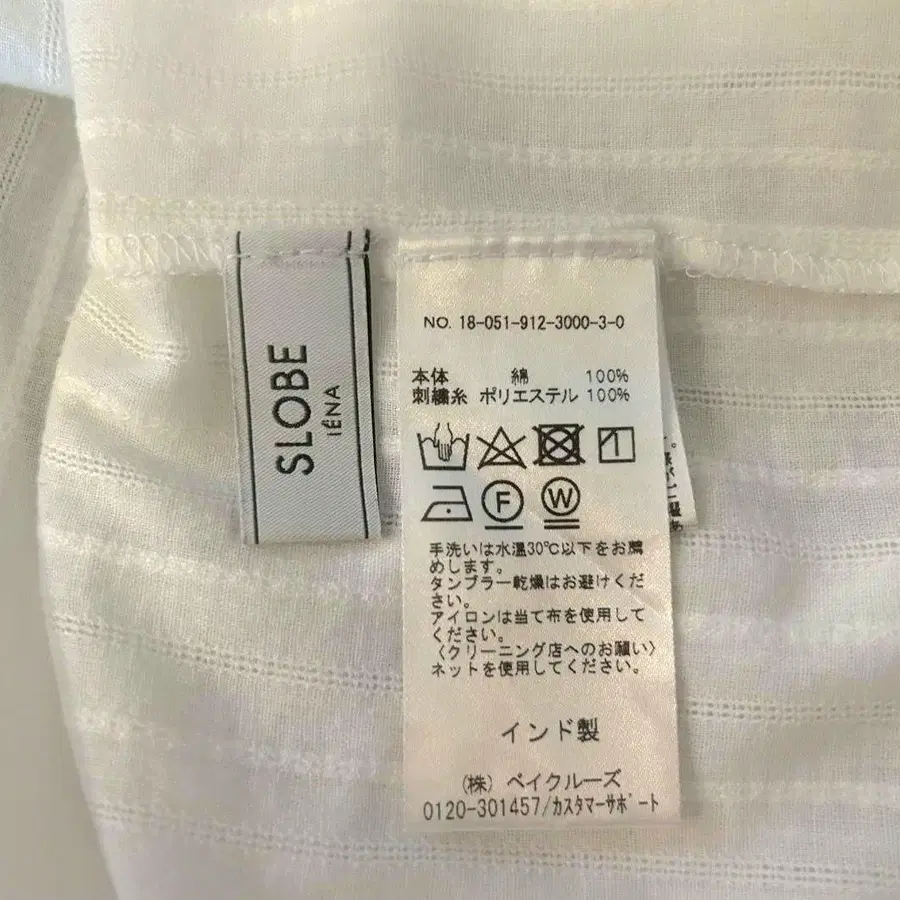 SLOBE
IÉNA
NO. 18-051-912-3000-3-0
本体 綿 100%
刺繍糸 ポリエステル 100%
F W
手洗いは水温30℃以下をお薦
めします。
タンブラー乾燥はお避けくだ
さい。
アイロンは当て布を使用して
ください。
〈クリーニング店へのお願い〉
ネットを使用してください。
インド製
(株) ベイクルーズ
0120-301457/カスタマーサポート